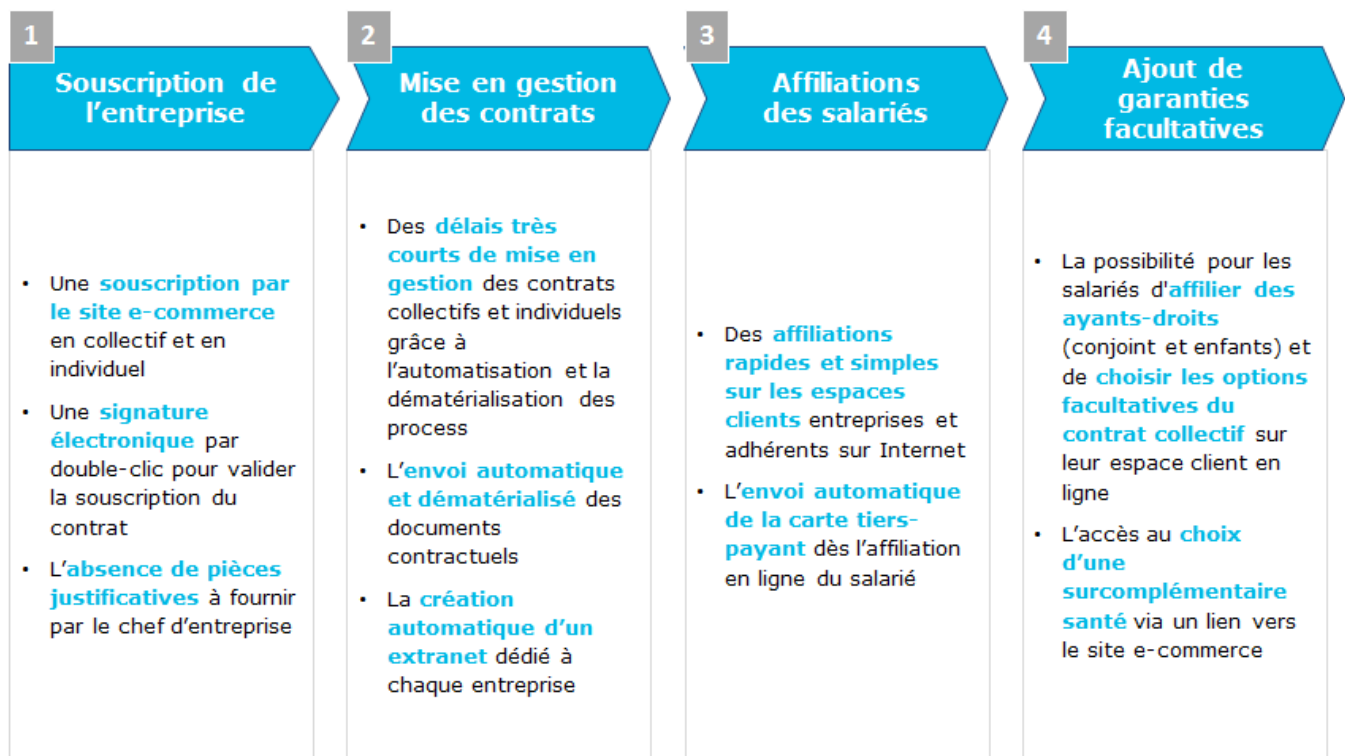 1
Souscription de
l'entreprise
• Une souscription par
le site e-commerce
en collectif et en
individuel
• Une signature
électronique par
double-clic pour valider
la souscription du
contrat
• L'absence de pièces
justificatives à fournir
par le chef d'entreprise
2
Mise en gestion
des contrats
• Des délais très
courts de mise en
gestion des contrats
collectifs et individuels
grâce à
l'automatisation et la
dématérialisation des
process
• L'envoi automatique
et dématérialisé des
documents
contractuels
• La création
automatique d'un
extranet dédié à
chaque entreprise
3
Affiliations
des salariés
• Des affiliations
rapides et simples
sur les espaces
clients entreprises et
adhérents sur Internet
• L'envoi automatique
de la carte tiers-
payant dès l'affiliation
en ligne du salarié
4
Ajout de
garanties
facultatives
• La possibilité pour les
salariés d'affilier des
ayants-droits
(conjoint et enfants) et
de choisir les options
facultatives du
contrat collectif sur
leur espace client en
ligne
• L'accès au choix
d'une
surcomplémentaire
santé via un lien vers
le site e-commerce